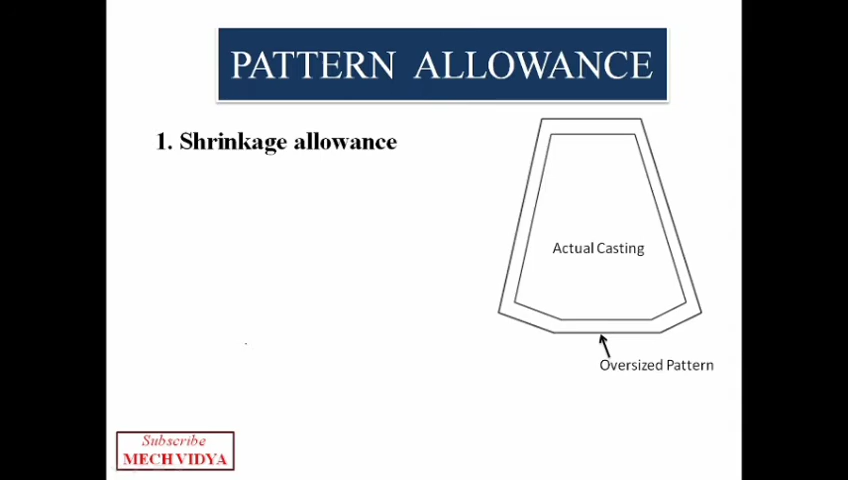 PATTERN ALLOWANCE
1. Shrinkage allowance
Actual Casting
Oversized Pattern
Subscribe
MECH VIDYA